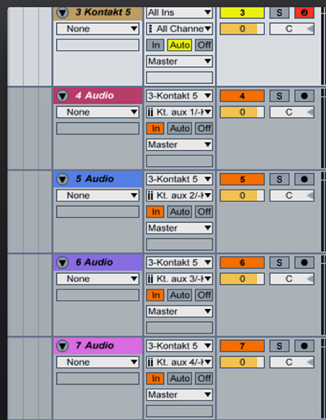 3 Kontakt 5 All Ins 3 S
None All Channe 0 C
In Auto Off
Master
4 Audio 3-Kontakt 5 4 S
None Kt. aux 1/-K 0 C
In Auto Off
Master
5 Audio 3-Kontakt 5 5 S
None Kt. aux 2/-K 0 C
In Auto Off
Master
6 Audio 3-Kontakt 5 6 S
None Kt. aux 3/-K 0 C
In Auto Off
Master
7 Audio 3-Kontakt 5 7 S
None Kt. aux 4/-K 0 C
In Auto Off
Master